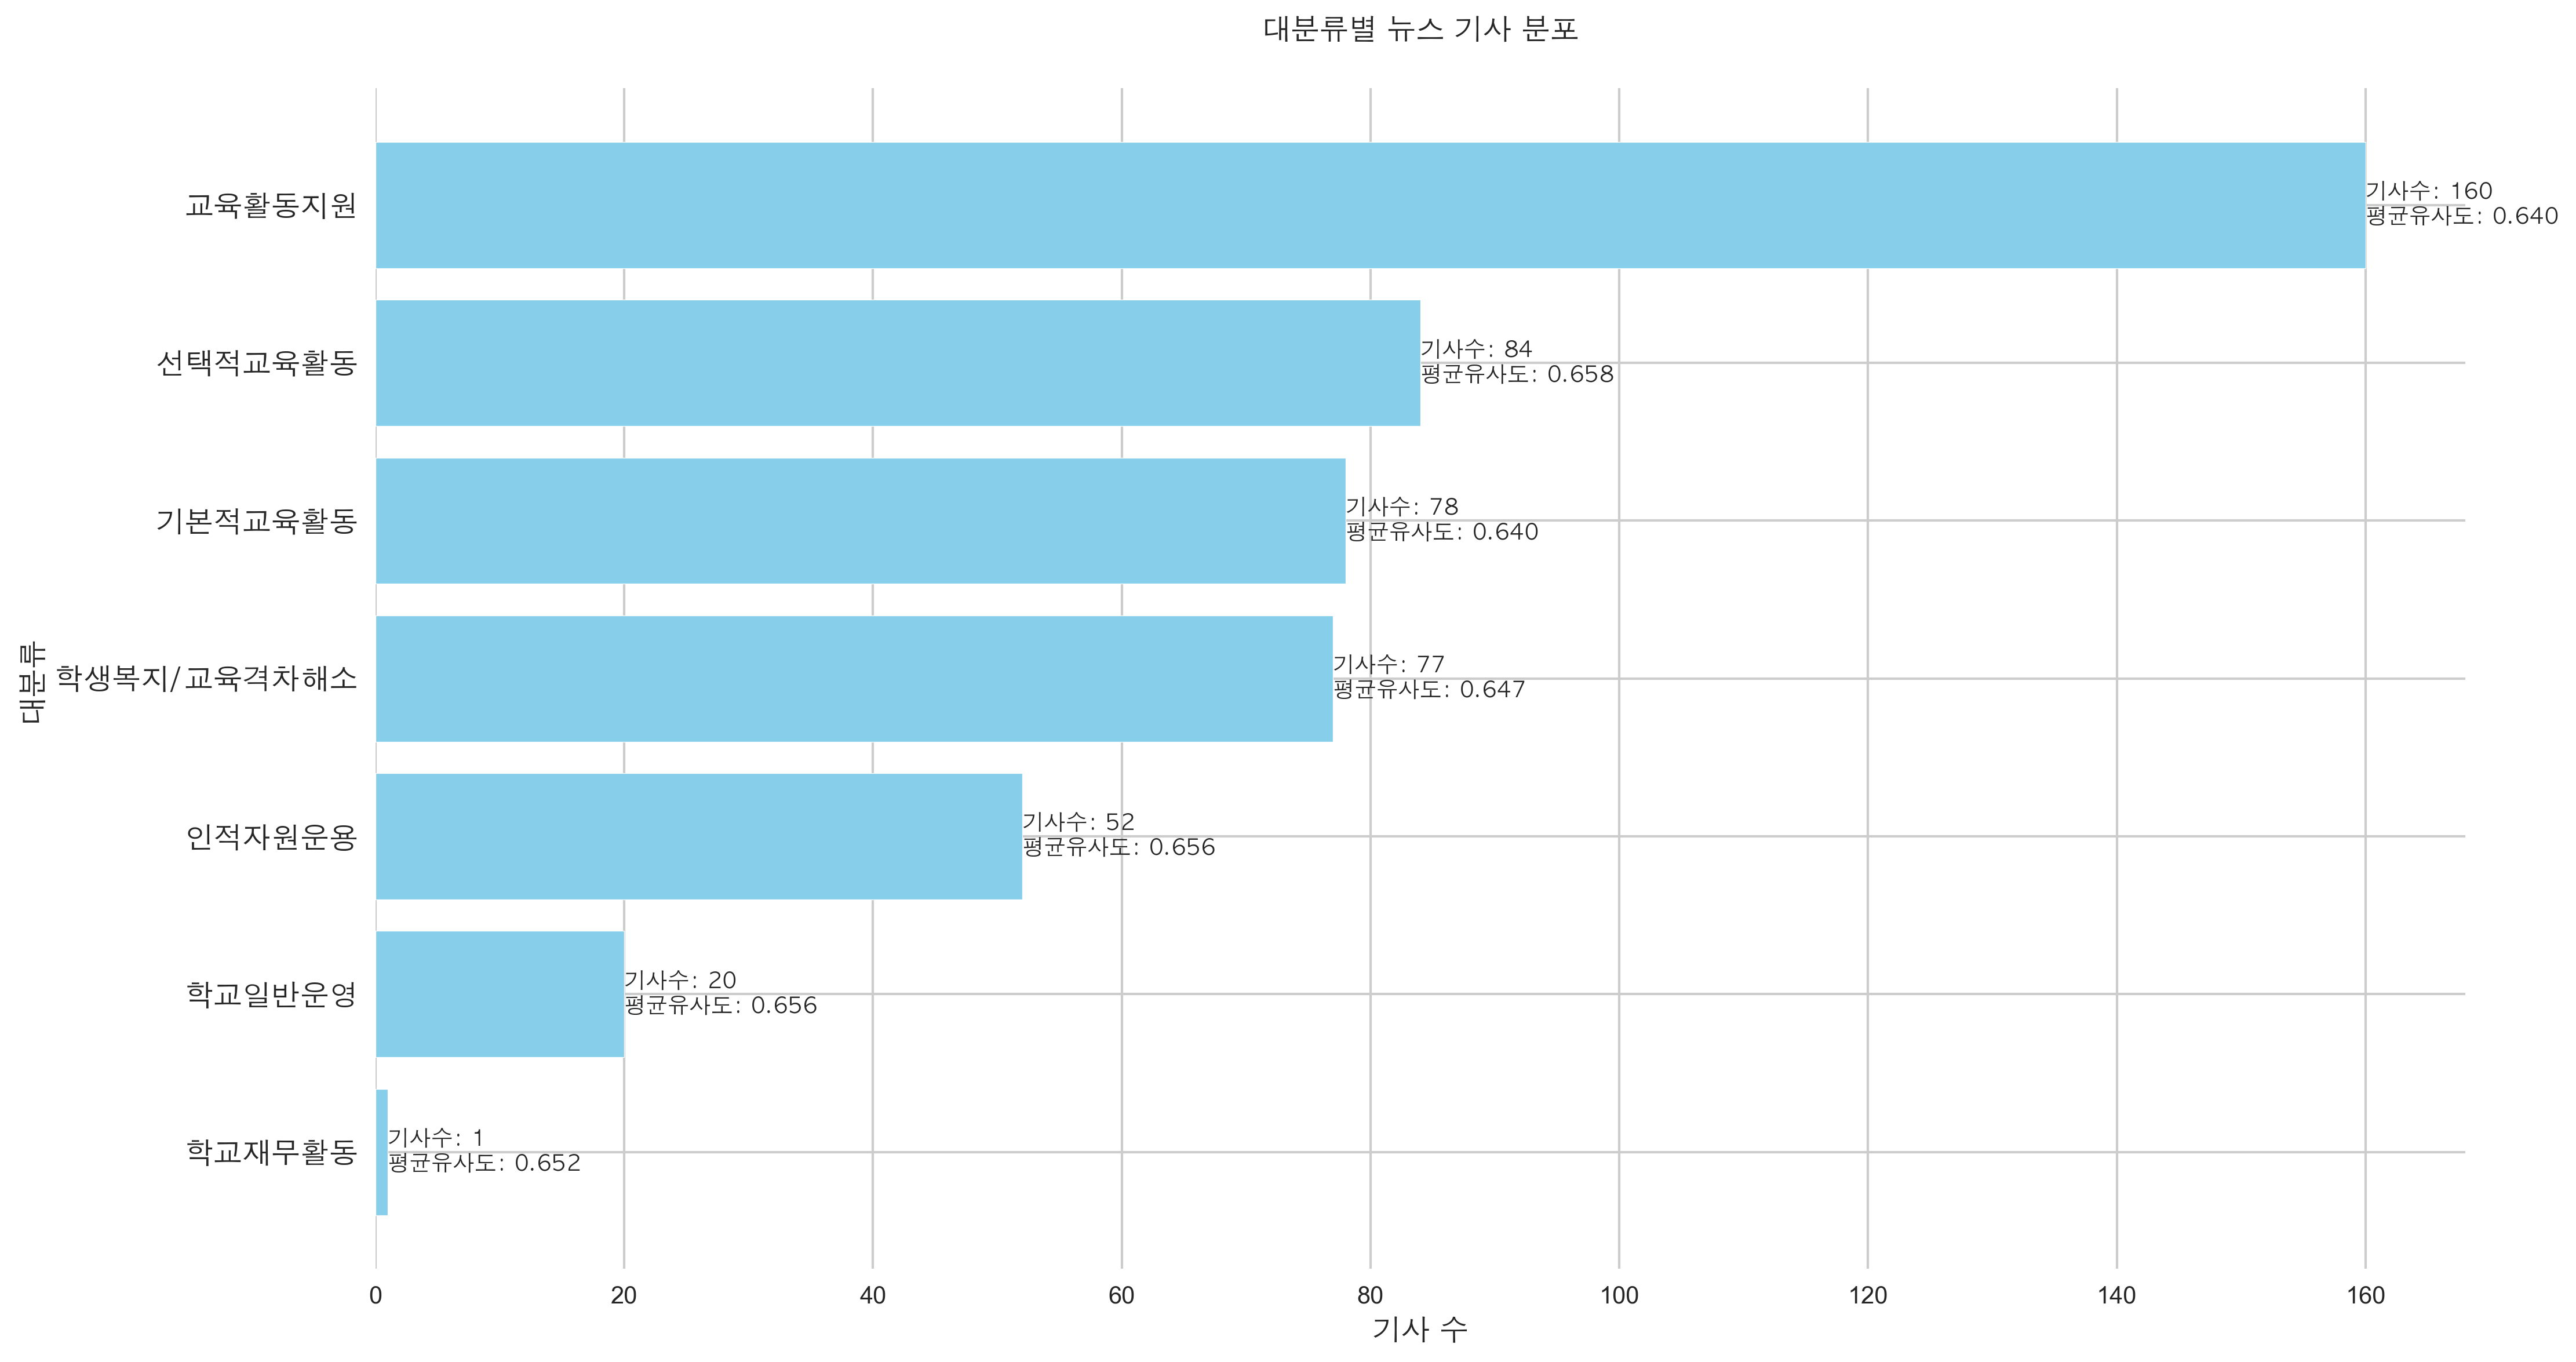 대분류별 뉴스 기사 분포
교육활동지원
기사수: 160
평균유사도: 0.640
선택적교육활동
기사수: 84
평균유사도: 0.658
기본적교육활동
기사수: 78
평균유사도: 0.640
대분류
학생복지/교육격차해소
기사수: 77
평균유사도: 0.647
인적자원운용
기사수: 52
평균유사도: 0.656
학교일반운영
기사수: 20
평균유사도: 0.656
학교재무활동
기사수: 1
평균유사도: 0.652
0 20 40 60 80 100 120 140 160
기사 수